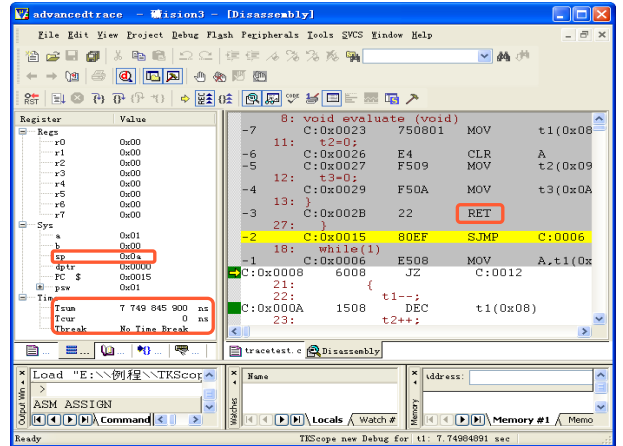 advancedtrace - 礦ision3 - [Disassembly]
File Edit View Project Debug Flash Peripherals Tools SVCS Window Help
Register Value
Regs
r0 0x00
r1 0x00
r2 0x00
r3 0x00
r4 0x00
r5 0x00
r6 0x00
r7 0x00
Sys
a 0x01
b 0x00
sp 0x0a
dptr 0x0000
PC $ 0x0015
psw 0x01
Time
Tsum 7 749 845 900 ns
Tcur 0 ns
Tbreak No Time Break
8: void evaluate (void)
-7 C:0x0023 750801 MOV t1(0x08
11: t2=0;
-6 C:0x0026 E4 CLR A
-5 C:0x0027 F509 MOV t2(0x09
12: t3=0;
-4 C:0x0029 F50A MOV t3(0x0A
13: }
-3 C:0x002B 22 RET
27: }
-2 C:0x0015 80EF SJMP C:0006
18: while(1)
-1 C:0x0006 E508 MOV A,t1(0x
C:0x0008 6008 JZ C:0012
21: {
22: t1--;
C:0x000A 1508 DEC t1(0x08)
23: t2++;
tracetest.c Disassembly
Load "E:\\例程\\TKScop
>
ASM ASSIGN
Command
Output Win
Name
Locals Watch #
Watches
Address:
Memory #1 Memo
Memory
Ready TKScope new Debug for t1: 7.74984891 sec